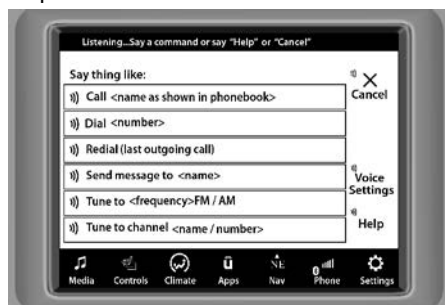 Listening...Say a command or say "Help" or "Cancel"
Say thing like:
Cancel
Call <name as shown in phonebook>
Dial <number>
Redial (last outgoing call)
Send message to <name>
Voice
Settings
Tune to <frequency>FM / AM
Help
Tune to channel <name / number>
NE
0
Media Controls Climate Apps Nav Phone Settings